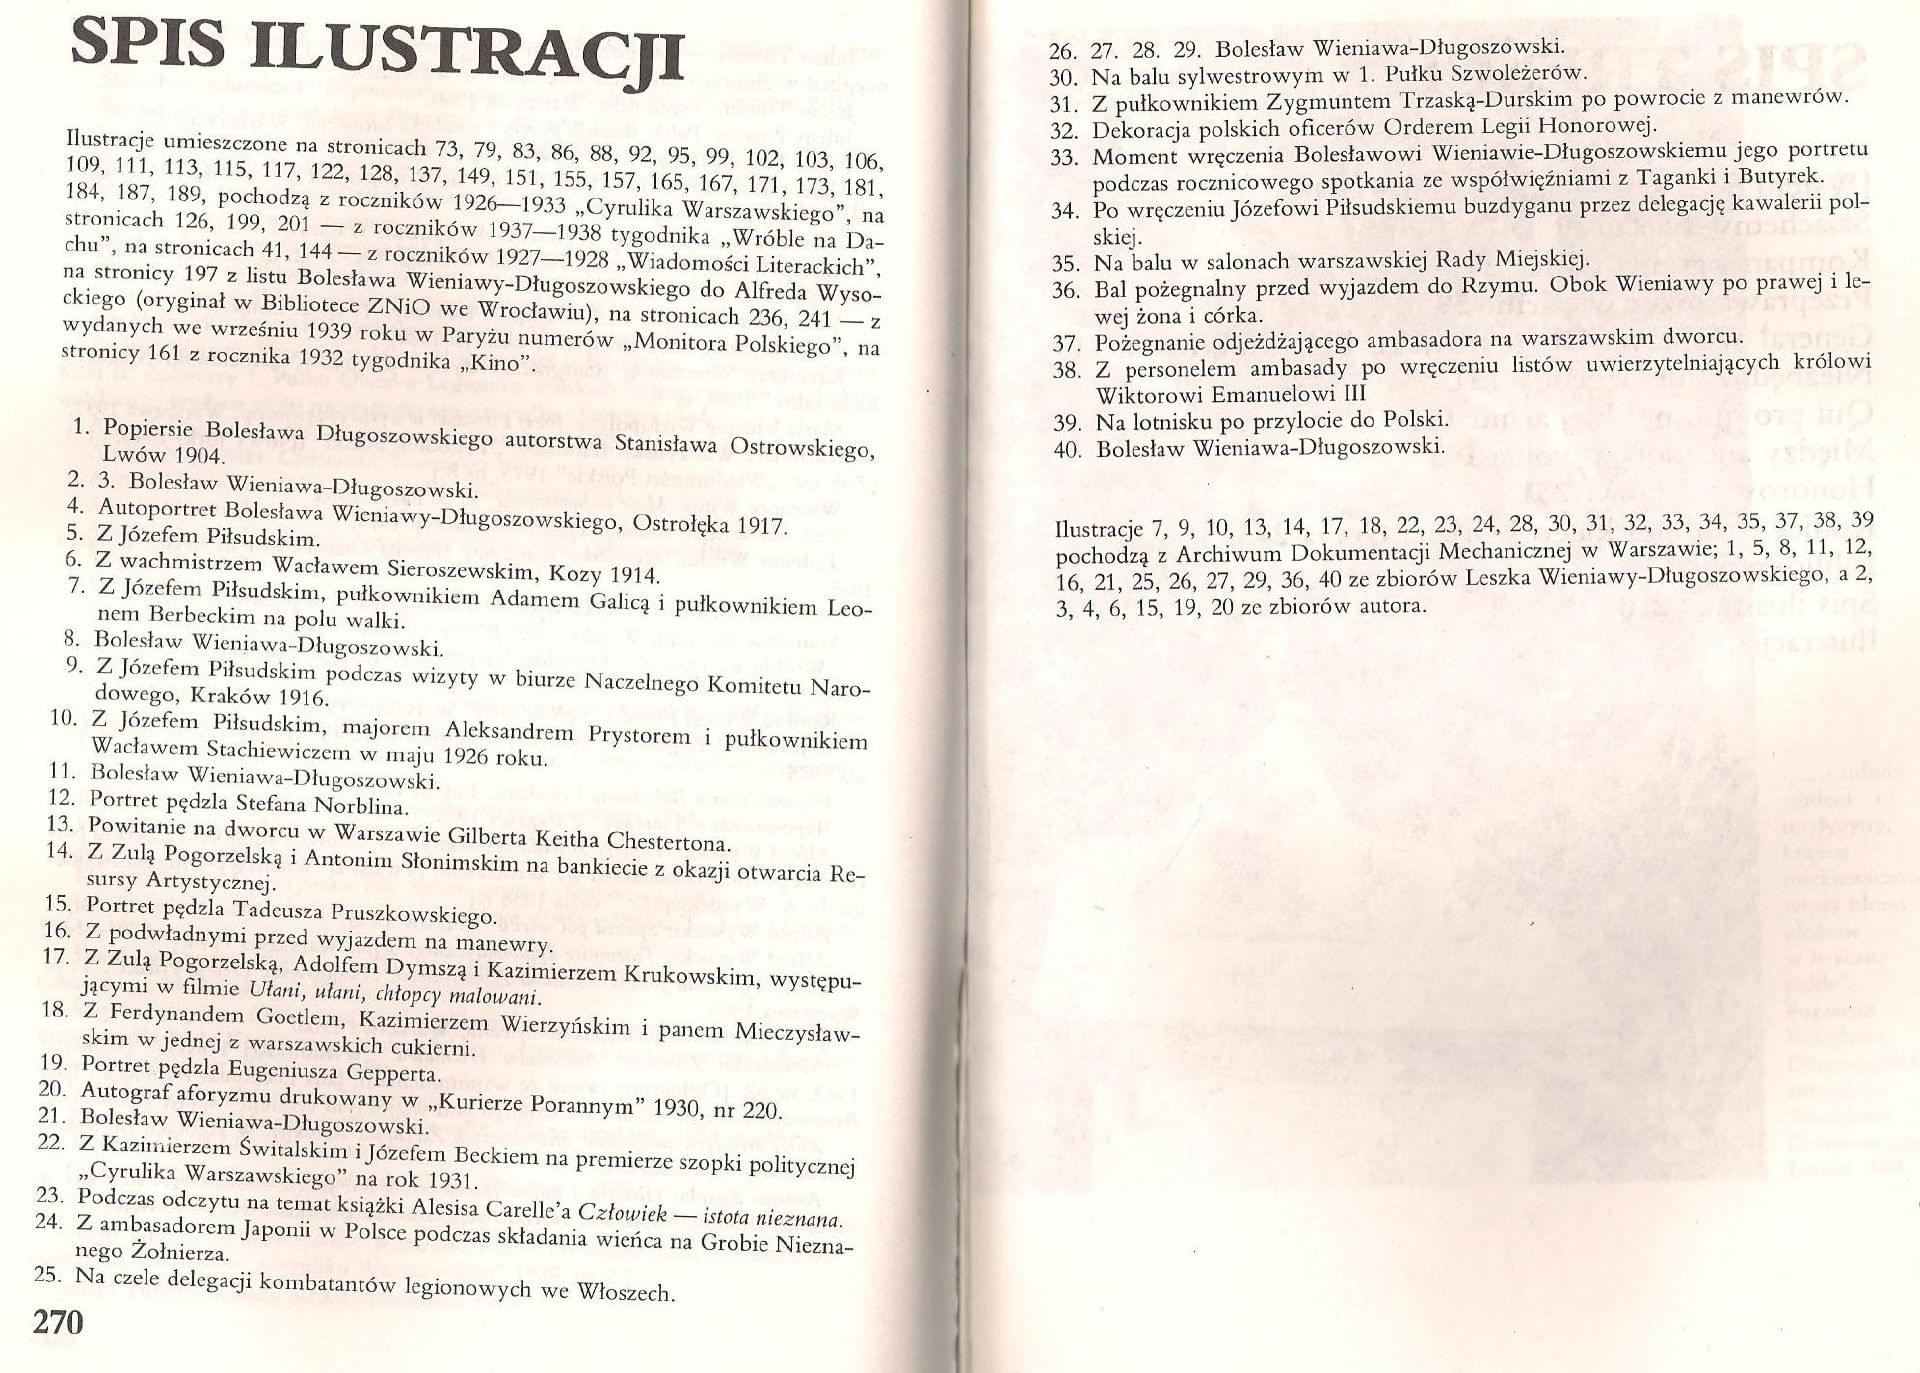 SPIS ILUSTRACJI
Ilustracje umieszczone na stronicach 73, 79, 83, 86, 88, 92, 95, 99, 102, 103, 106,
109, 111, 113, 115, 117, 122, 128, 137, 149, 151, 155, 157, 165, 167, 171, 173, 181,
184, 187, 189, pochodzą z roczników 1926—1933 „Cyrulika Warszawskiego”, na
stronicach 126, 199, 201 — z roczników 1937—1938 tygodnika „Wróble na Da-
chu”, na stronicach 41, 144 — z roczników 1927—1928 „Wiadomości Literackich”,
na stronicy 197 z listu Bolesława Wieniawy-Długoszowskiego do Alfreda Wyso-
ckiego (oryginał w Bibliotece ZNiO we Wrocławiu), na stronicach 236, 241 — z
wydanych we wrześniu 1939 roku w Paryżu numerów „Monitora Polskiego”, na
stronicy 161 z rocznika 1932 tygodnika „Kino”.
1. Popiersie Bolesława Długoszowskiego autorstwa Stanisława Ostrowskiego,
Lwów 1904.
2. 3. Bolesław Wieniawa-Długoszowski.
4. Autoportret Bolesława Wieniawy-Długoszowskiego, Ostrołęka 1917.
5. Z Józefem Piłsudskim.
6. Z wachmistrzem Wacławem Sieroszewskim, Kozy 1914.
7. Z Józefem Piłsudskim, pułkownikiem Adamem Galicą i pułkownikiem Leo-
nem Berbeckim na polu walki.
8. Bolesław Wieniawa-Długoszowski.
9. Z Józefem Piłsudskim podczas wizyty w biurze Naczelnego Komitetu Naro-
dowego, Kraków 1916.
10. Z Józefem Piłsudskim, majorem Aleksandrem Prystorem i pułkownikiem
Wacławem Stachiewiczem w maju 1926 roku.
11. Bolesław Wieniawa-Długoszowski.
12. Portret pędzla Stefana Norblina.
13. Powitanie na dworcu w Warszawie Gilberta Keitha Chestertona.
14. Z Zulą Pogorzelską i Antonim Słonimskim na bankiecie z okazji otwarcia Re-
sursy Artystycznej.
15. Portret pędzla Tadeusza Pruszkowskiego.
16. Z podwładnymi przed wyjazdem na manewry.
17. Z Zulą Pogorzelską, Adolfem Dymszą i Kazimierzem Krukowskim, występu-
jącymi w filmie Ułani, ułani, chłopcy malowani.
18. Z Ferdynandem Goetlem, Kazimierzem Wierzyńskim i panem Mieczysław-
skim w jednej z warszawskich cukierni.
19. Portret pędzla Eugeniusza Gepperta.
20. Autograf aforyzmu drukowany w „Kurierze Porannym” 1930, nr 220.
21. Bolesław Wieniawa-Długoszowski.
22. Z Kazimierzem Świtalskim i Józefem Beckiem na premierze szopki politycznej
„Cyrulika Warszawskiego” na rok 1931.
23. Podczas odczytu na temat książki Alesisa Carelle’a Człowiek — istota nieznana.
24. Z ambasadorem Japonii w Polsce podczas składania wieńca na Grobie Niezna-
nego Żołnierza.
25. Na czele delegacji kombatantów legionowych we Włoszech.
270
26. 27. 28. 29. Bolesław Wieniawa-Długoszowski.
30. Na balu sylwestrowym w 1. Pułku Szwoleżerów.
31. Z pułkownikiem Zygmuntem Trzaską-Durskim po powrocie z manewrów.
32. Dekoracja polskich oficerów Orderem Legii Honorowej.
33. Moment wręczenia Bolesławowi Wieniawie-Długoszowskiemu jego portretu
podczas rocznicowego spotkania ze współwięźniami z Taganki i Butyrek.
34. Po wręczeniu Józefowi Piłsudskiemu buzdyganu przez delegację kawalerii pol-
skiej.
35. Na balu w salonach warszawskiej Rady Miejskiej.
36. Bal pożegnalny przed wyjazdem do Rzymu. Obok Wieniawy po prawej i le-
wej żona i córka.
37. Pożegnanie odjeżdżającego ambasadora na warszawskim dworcu.
38. Z personelem ambasady po wręczeniu listów uwierzytelniających królowi
Wiktorowi Emanuelowi III
39. Na lotnisku po przylocie do Polski.
40. Bolesław Wieniawa-Długoszowski.
Ilustracje 7, 9, 10, 13, 14, 17, 18, 22, 23, 24, 28, 30, 31, 32, 33, 34, 35, 37, 38, 39
pochodzą z Archiwum Dokumentacji Mechanicznej w Warszawie; 1, 5, 8, 11, 12,
16, 21, 25, 26, 27, 29, 36, 40 ze zbiorów Leszka Wieniawy-Długoszowskiego, a 2,
3, 4, 6, 15, 19, 20 ze zbiorów autora.